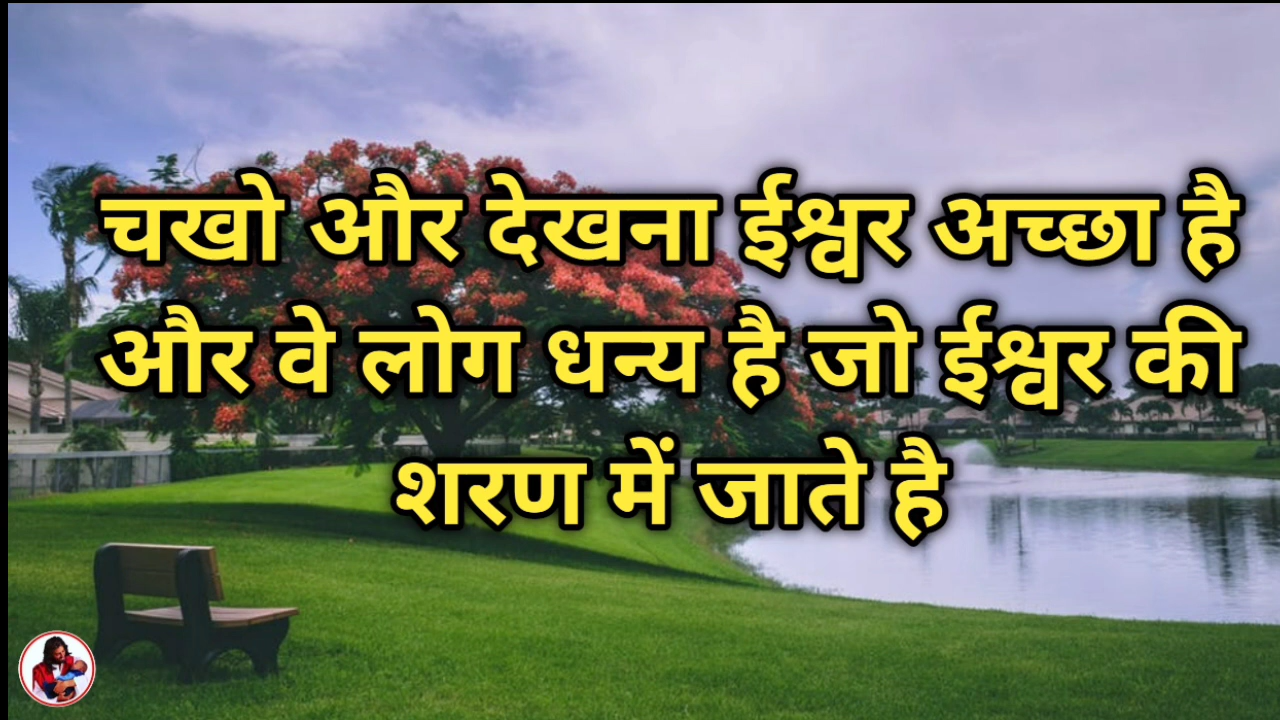 चखो और देखना ईश्वर अच्छा है
और वे लोग धन्य है जो ईश्वर की
शरण में जाते है